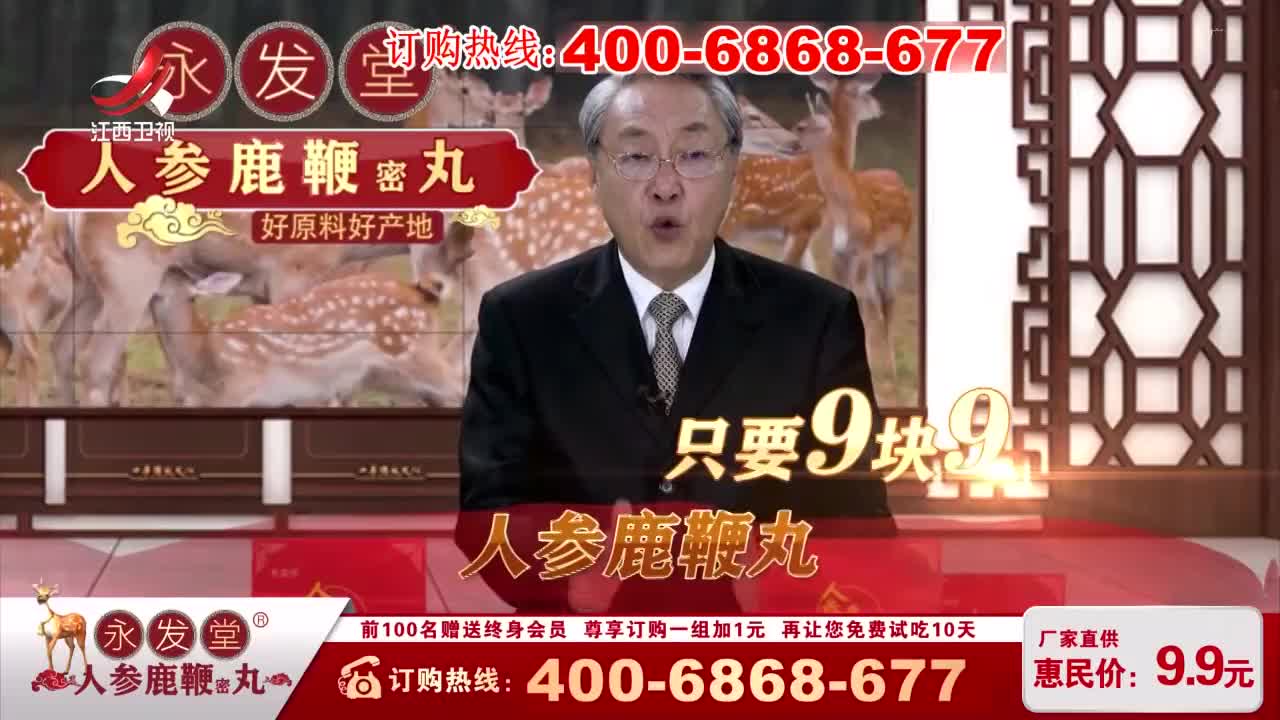 永发堂
订购热线:400-6868-677
江西卫视
人参鹿鞭密丸
好原料好产地
只要9块9
人参鹿鞭丸
永发堂®
人参鹿鞭密丸
前100名赠送终身会员 尊享订购一组加1元 再让您免费试吃10天
订购热线：400-6868-677
厂家直供
惠民价：9.9元